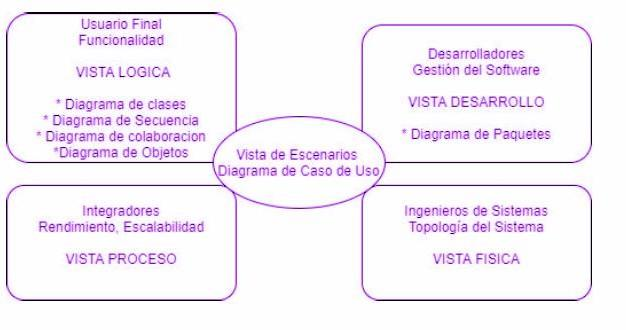 Usuario Final
Funcionalidad
VISTA LOGICA
* Diagrama de clases
* Diagrama de Secuencia
* Diagrama de colaboracion
*Diagrama de Objetos
Desarrolladores
Gestión del Software
VISTA DESARROLLO
* Diagrama de Paquetes
Vista de Escenarios
Diagrama de Caso de Uso
Integradores
Rendimiento, Escalabilidad
VISTA PROCESO
Ingenieros de Sistemas
Topología del Sistema
VISTA FISICA